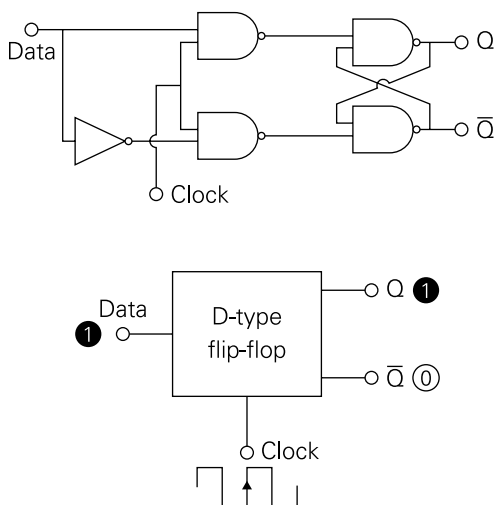 Data
Q
Q̅
Clock
Data
1
D-type
flip-flop
Q 1
Q̅ 0
Clock